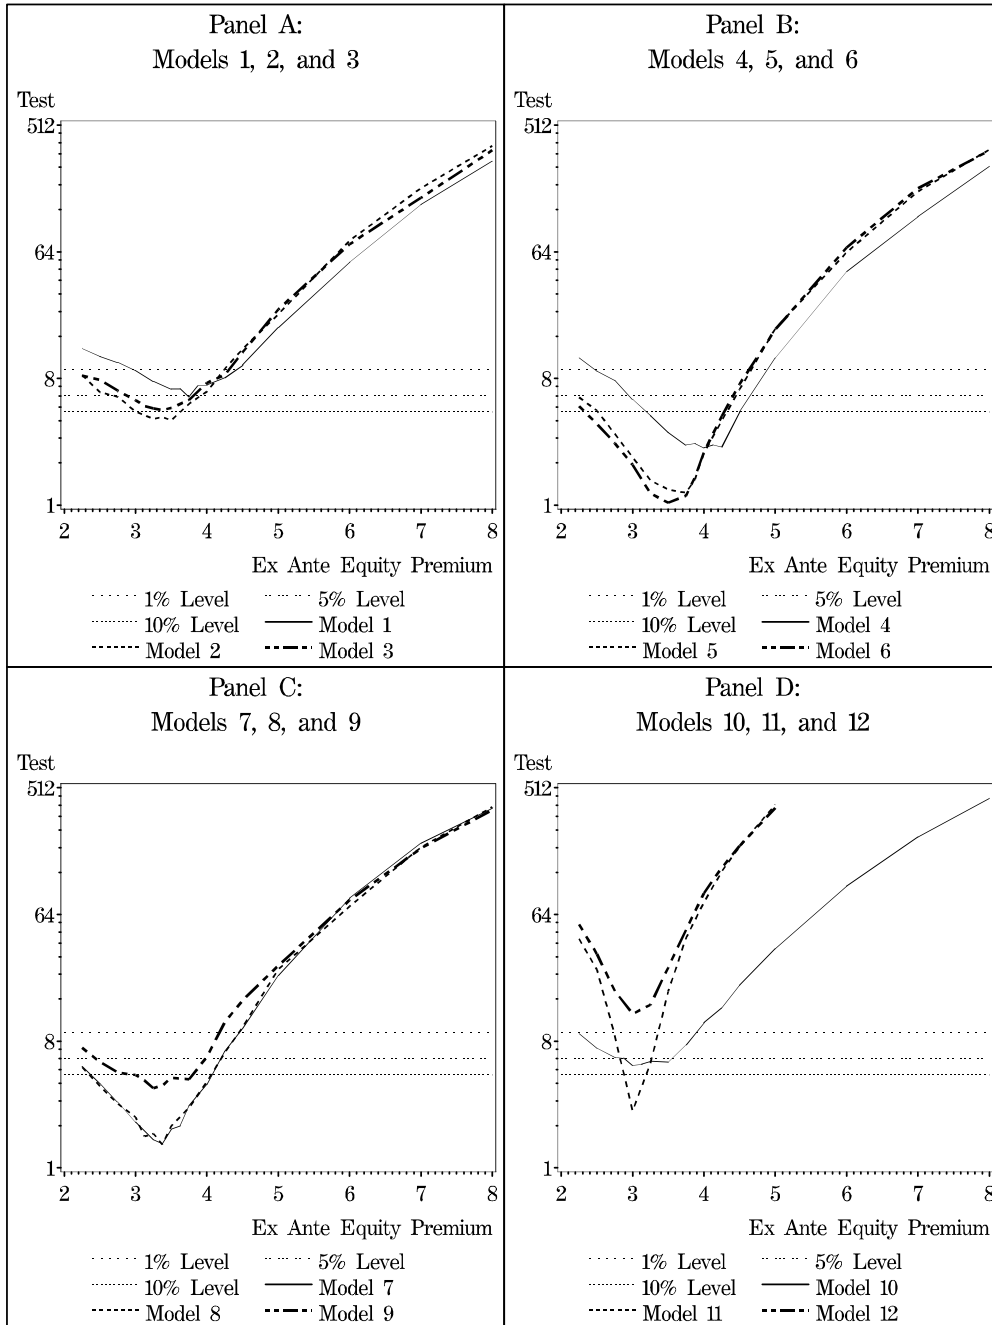 Panel A:
Models 1, 2, and 3
Test
512
64
8
1
2 3 4 5 6 7 8
Ex Ante Equity Premium
1% Level 5% Level
10% Level Model 1
Model 2 Model 3
Panel B:
Models 4, 5, and 6
Test
512
64
8
1
2 3 4 5 6 7 8
Ex Ante Equity Premium
1% Level 5% Level
10% Level Model 4
Model 5 Model 6
Panel C:
Models 7, 8, and 9
Test
512
64
8
1
2 3 4 5 6 7 8
Ex Ante Equity Premium
1% Level 5% Level
10% Level Model 7
Model 8 Model 9
Panel D:
Models 10, 11, and 12
Test
512
64
8
1
2 3 4 5 6 7 8
Ex Ante Equity Premium
1% Level 5% Level
10% Level Model 10
Model 11 Model 12